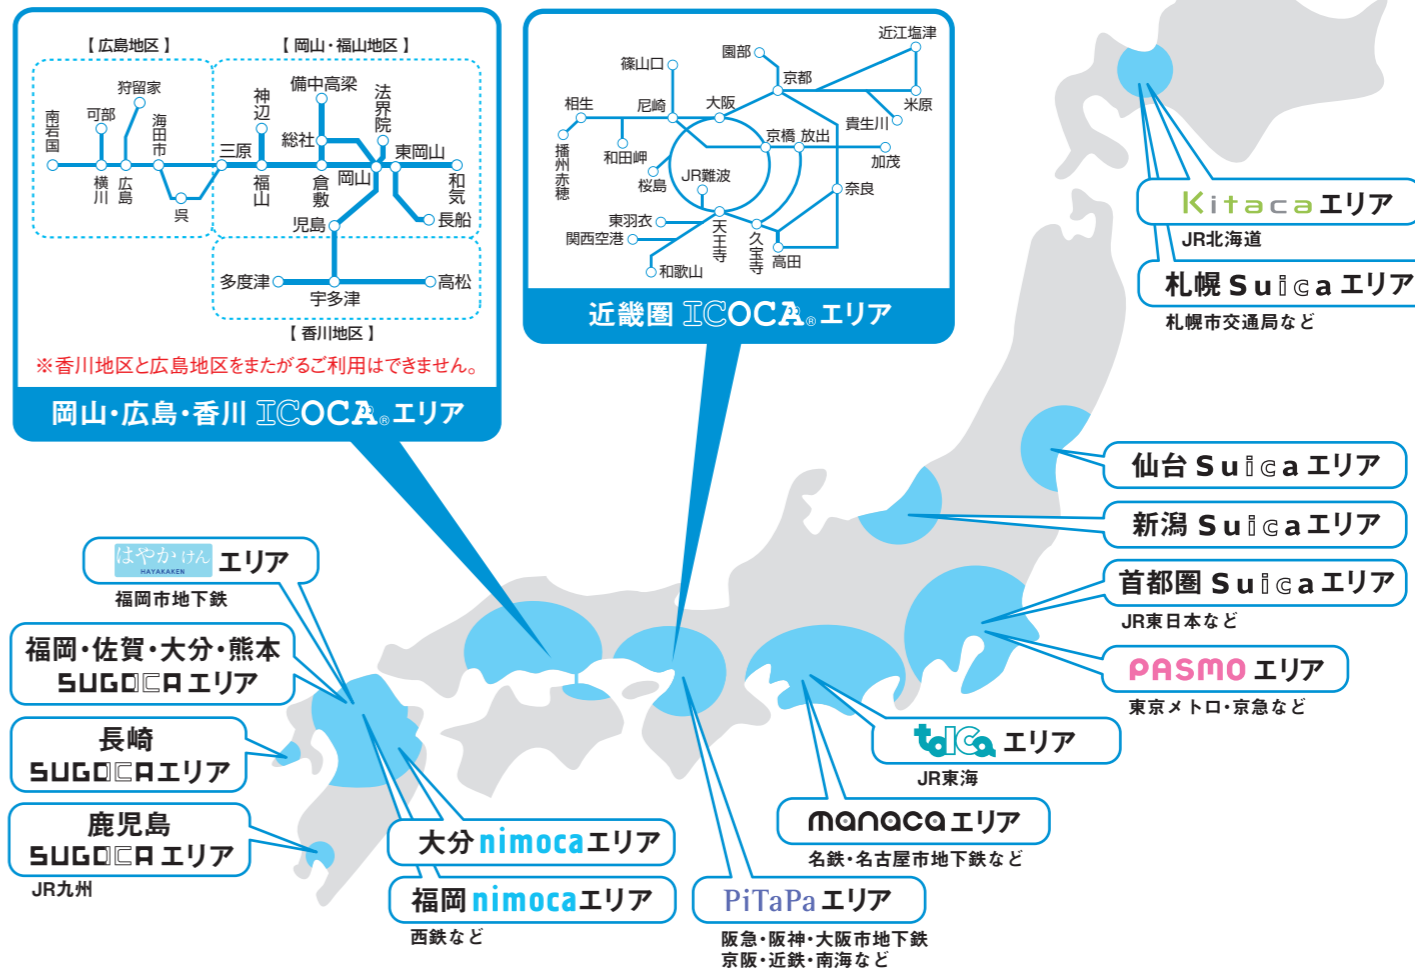 【 広島地区 】
【 岡山・福山地区 】
狩留家
可部
海田市
南岩国
横川
広島
呉
三原
神辺
備中高梁
法界院
総社
東岡山
福山
倉敷
岡山
和気
児島
長船
多度津
宇多津
高松
【 香川地区 】
※香川地区と広島地区をまたがるご利用はできません。
岡山・広島・香川 ICOCA® エリア
近江塩津
園部
篠山口
京都
相生
尼崎
大阪
米原
貴生川
京橋
放出
加茂
播州赤穂
和田岬
桜島
JR難波
奈良
東羽衣
関西空港
天王寺
久宝寺
高田
和歌山
近畿圏 ICOCA® エリア
Kitaca エリア
JR北海道
札幌 Suica エリア
札幌市交通局など
仙台 Suica エリア
新潟 Suica エリア
首都圏 Suica エリア
JR東日本など
PASMO エリア
東京メトロ・京急など
TOICA エリア
JR東海
manaca エリア
名鉄・名古屋市地下鉄など
PiTaPa エリア
阪急・阪神・大阪市地下鉄
京阪・近鉄・南海など
はやかけん エリア
HAYAKAKEN
福岡市地下鉄
福岡・佐賀・大分・熊本
SUGOCA エリア
長崎
SUGOCA エリア
鹿児島
SUGOCA エリア
JR九州
大分 nimoca エリア
福岡 nimoca エリア
西鉄など